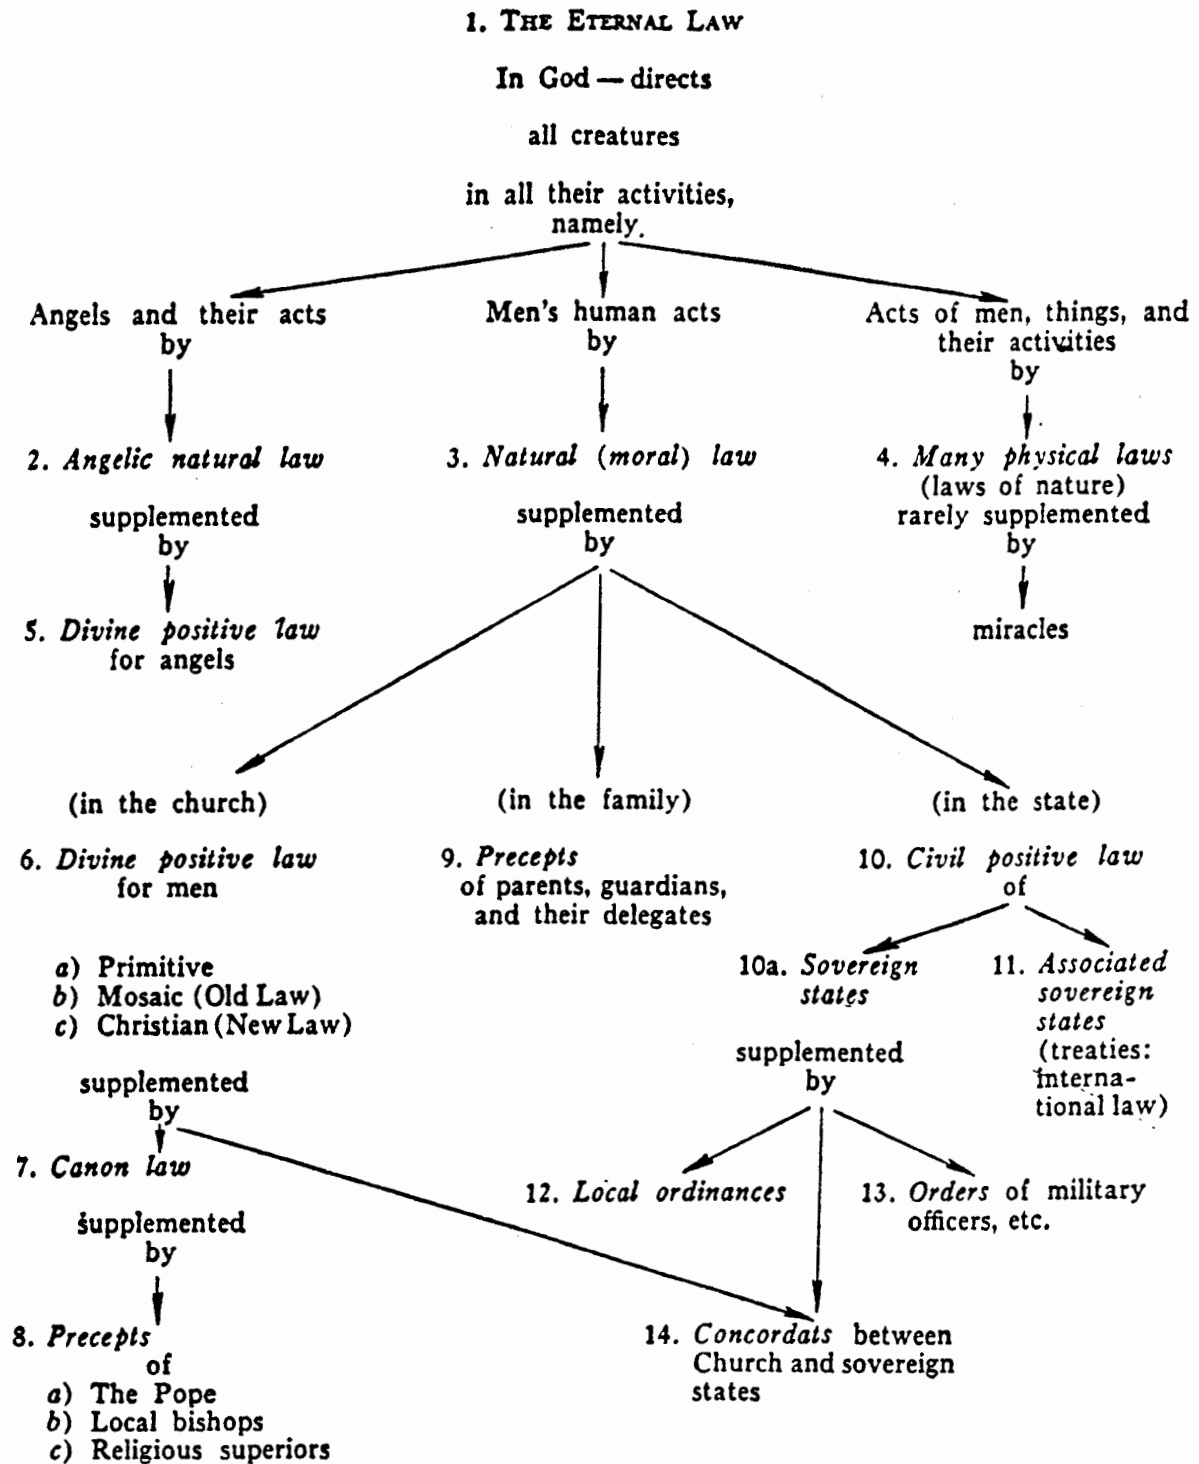 1. THE ETERNAL LAW
In God — directs
all creatures
in all their activities,
namely.
Angels and their acts
by
Men's human acts
by
Acts of men, things, and
their activities
by
2. Angelic natural law
supplemented
by
3. Natural (moral) law
supplemented
by
4. Many physical laws
(laws of nature)
rarely supplemented
by
5. Divine positive law
for angels
miracles
(in the church)
6. Divine positive law
for men
a) Primitive
b) Mosaic (Old Law)
c) Christian (New Law)
supplemented
by
7. Canon law
supplemented
by
8. Precepts
of
a) The Pope
b) Local bishops
c) Religious superiors
(in the family)
9. Precepts
of parents, guardians,
and their delegates
(in the state)
10. Civil positive law
of
10a. Sovereign
states
supplemented
by
11. Associated
sovereign
states
(treaties:
interna-
tional law)
12. Local ordinances
13. Orders of military
officers, etc.
14. Concordats between
Church and sovereign
states